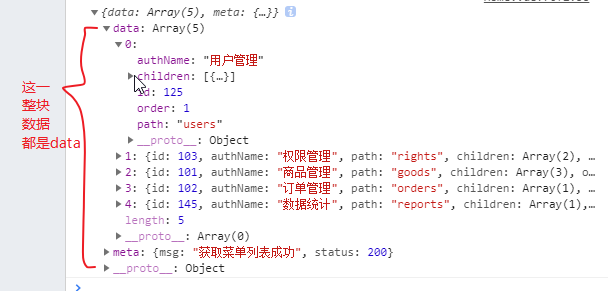 {data: Array(5), meta: {…}}
data: Array(5)
0:
authName: "用户管理"
children: [{…}]
id: 125
order: 1
path: "users"
__proto__: Object
1: {id: 103, authName: "权限管理", path: "rights", children: Array(2),
2: {id: 101, authName: "商品管理", path: "goods", children: Array(3), o
3: {id: 102, authName: "订单管理", path: "orders", children: Array(1),
4: {id: 145, authName: "数据统计", path: "reports", children: Array(1),
length: 5
__proto__: Array(0)
meta: {msg: "获取菜单列表成功", status: 200}
__proto__: Object
这一
整块
数据
都是data